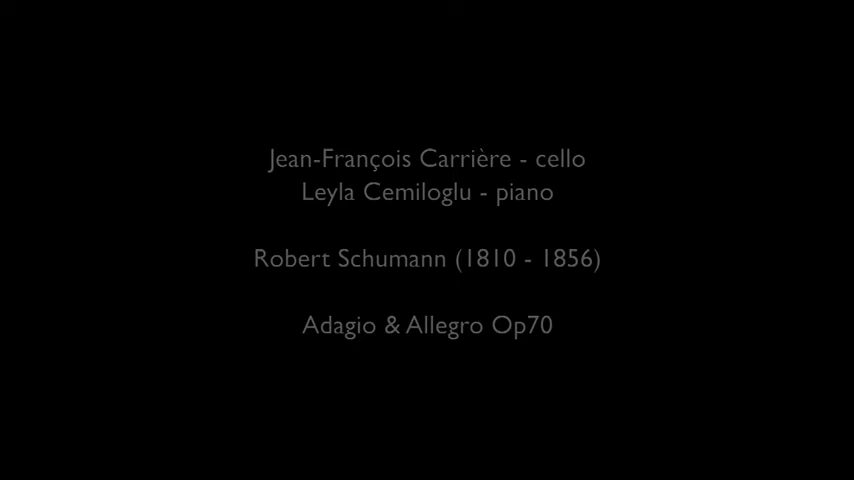 Jean-François Carrière - cello
Leyla Cemiloglu - piano
Robert Schumann (1810 - 1856)
Adagio & Allegro Op70